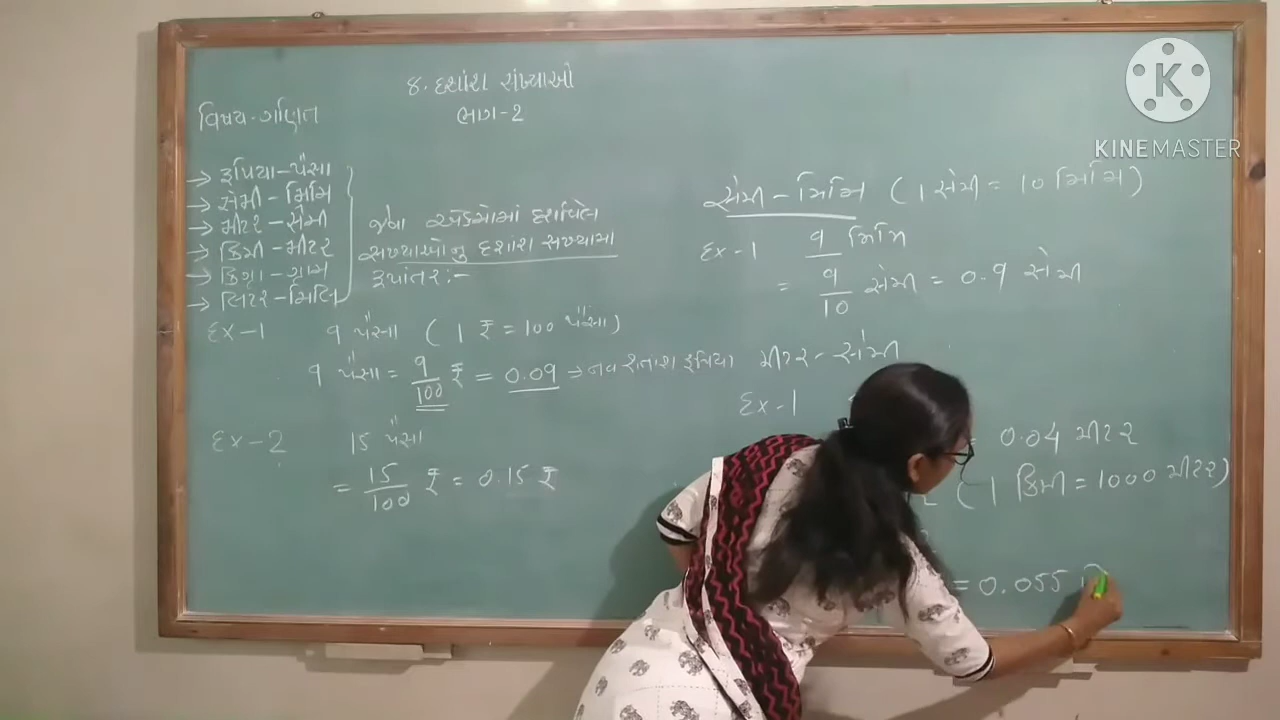 ૪. દશાંશ સંખ્યાઓ
ભાગ-2
વિષય-ગણિત
→ રૂપિયા-પૈસા
→ સેમી - મિમિ
→ મીટર - સેમી
→ કિમી - મીટર
→ કિગ્રા - ગ્રામ
→ લિટર - મિલિ
જેવા એકમોમાં દર્શાવેલ
સંખ્યાઓનુ દશાંશ સંખ્યામાં
રૂપાંતર:-
Ex-1 9 પૈસા ( 1 ₹ = 100 પૈસા )
9 પૈસા = 9/100 ₹ = 0.09 ⇒ નવ શતાંશ રૂપિયા
Ex-2 15 પૈસા
= 15/100 ₹ = 0.15 ₹
સેમી - મિમિ ( 1 સેમી = 10 મિમિ )
Ex-1 9 મિમિ
= 9/10 સેમી = 0.9 સેમી
મીટર - સેમી
Ex-1
= 0.04 મીટર
( 1 કિમી = 1000 મીટર )
= 0.055
KINEMASTER